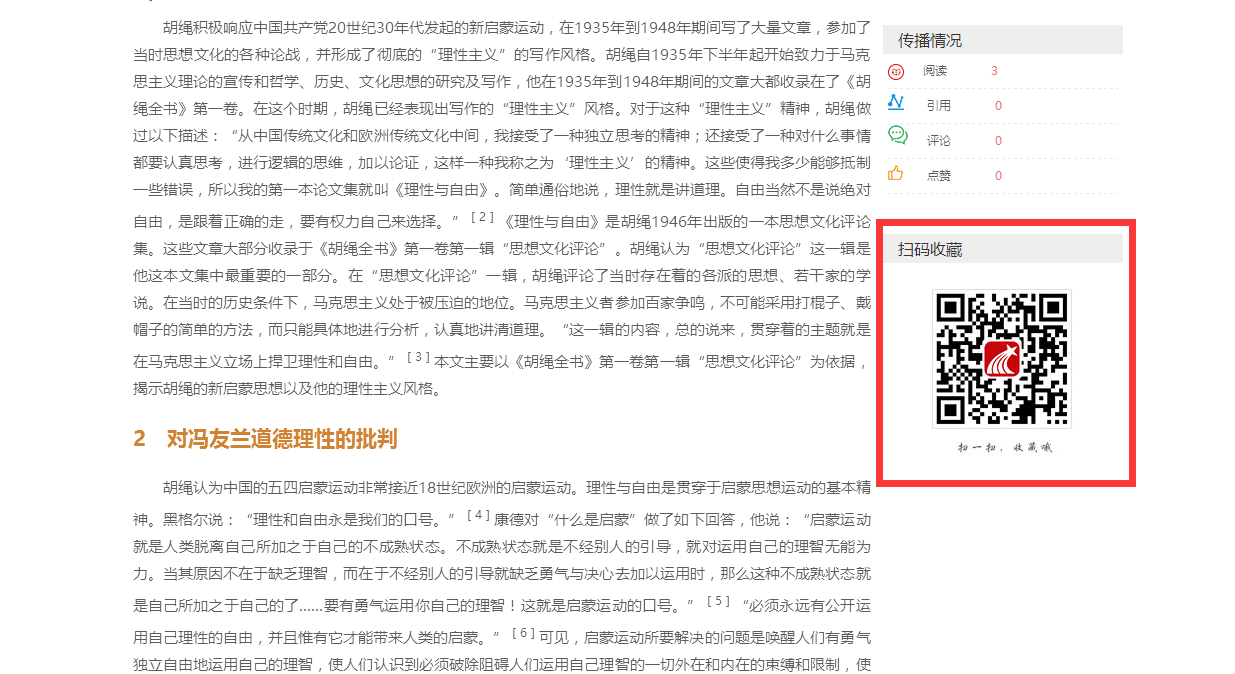 胡绳积极响应中国共产党20世纪30年代发起的新启蒙运动，在1935年到1948年期间写了大量文章，参加了
当时思想文化的各种论战，并形成了彻底的“理性主义”的写作风格。胡绳自1935年下半年起开始致力于马克
思主义理论的宣传和哲学、历史、文化思想的研究及写作，他在1935年到1948年期间的文章大都收录在了《胡
绳全书》第一卷。在这个时期，胡绳已经表现出写作的“理性主义”风格。对于这种“理性主义”精神，胡绳做
过以下描述：“从中国传统文化和欧洲传统文化中间，我接受了一种独立思考的精神；还接受了一种对什么事情
都要认真思考，进行逻辑的思维，加以论证，这样一种我称之为‘理性主义’的精神。这些使得我多少能够抵制
一些错误，所以我的第一本论文集就叫《理性与自由》。简单通俗地说，理性就是讲道理。自由当然不是说绝对
自由，是跟着正确的走，要有权力自己来选择。”[2]《理性与自由》是胡绳1946年出版的一本思想文化评论
集。这些文章大部分收录于《胡绳全书》第一卷第一辑“思想文化评论”。胡绳认为“思想文化评论”这一辑是
他这本文集中最重要的一部分。在“思想文化评论”一辑，胡绳评论了当时存在着的各派的思想、若干家的学
说。在当时的历史条件下，马克思主义处于被压迫的地位。马克思主义者参加百家争鸣，不可能采用打棍子、戴
帽子的简单的方法，而只能具体地进行分析，认真地讲清道理。“这一辑的内容，总的说来，贯穿着的主题就是
在马克思主义立场上捍卫理性和自由。”[3]本文主要以《胡绳全书》第一卷第一辑“思想文化评论”为依据，
揭示胡绳的新启蒙思想以及他的理性主义风格。
2 对冯友兰道德理性的批判
胡绳认为中国的五四启蒙运动非常接近18世纪欧洲的启蒙运动。理性与自由是贯穿于启蒙思想运动的基本精
神。黑格尔说：“理性和自由永是我们的口号。”[4]康德对“什么是启蒙”做了如下回答，他说：“启蒙运动
就是人类脱离自己所加之于自己的不成熟状态。不成熟状态就是不经别人的引导，就对运用自己的理智无能为
力。当其原因不在于缺乏理智，而在于不经别人的引导就缺乏勇气与决心去加以运用时，那么这种不成熟状态就
是自己所加之于自己的了……要有勇气运用你自己的理智！这就是启蒙运动的口号。”[5]“必须永远有公开运
用自己理性的自由，并且惟有它才能带来人类的启蒙。”[6]可见，启蒙运动所要解决的问题是唤醒人们有勇气
独立自由地运用自己的理智，使人们认识到必须破除阻碍人们运用自己理智的一切外在和内在的束缚和限制，使
传播情况
阅读 3
引用 0
评论 0
点赞 0
扫码收藏
扫一扫，收藏哦